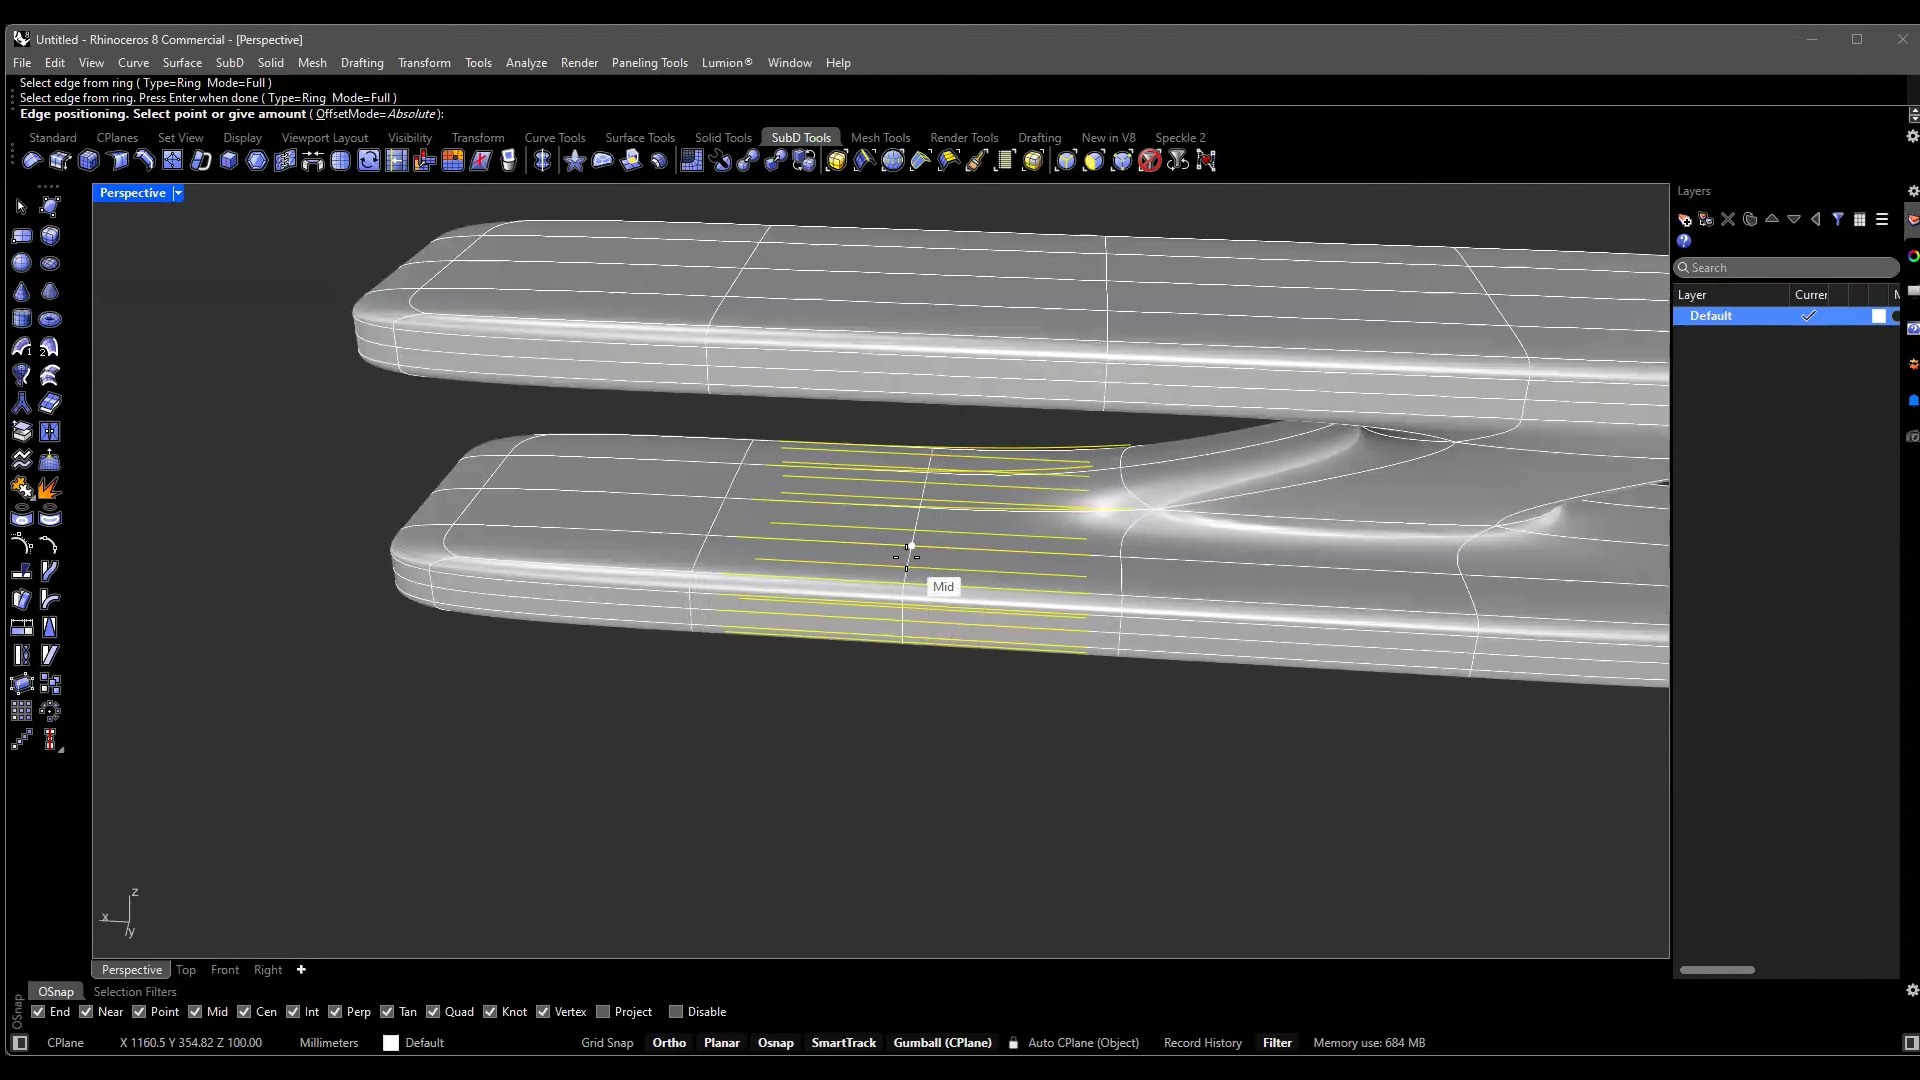 Untitled - Rhinoceros 8 Commercial - [Perspective]
File Edit View Curve Surface SubD Solid Mesh Drafting Transform Tools Analyze Render Paneling Tools Lumion® Window Help
Select edge from ring ( Type=Ring Mode=Full )
Select edge from ring. Press Enter when done ( Type=Ring Mode=Full )
Edge positioning. Select point or give amount ( OffsetMode=Absolute ):
Standard CPlanes Set View Display Viewport Layout Visibility Transform Curve Tools Surface Tools Solid Tools SubD Tools Mesh Tools Render Tools Drafting New in V8 Speckle 2
Perspective
Layers
Search
Layer Currer
Default
Mid
z
x
y
Perspective Top Front Right
OSnap Selection Filters
OSnap
End Near Point Mid Cen Int Perp Tan Quad Knot Vertex Project Disable
CPlane X 1160.5 Y 354.82 Z 100.00 Millimeters Default Grid Snap Ortho Planar Osnap SmartTrack Gumball (CPlane) Auto CPlane (Object) Record History Filter Memory use: 684 MB